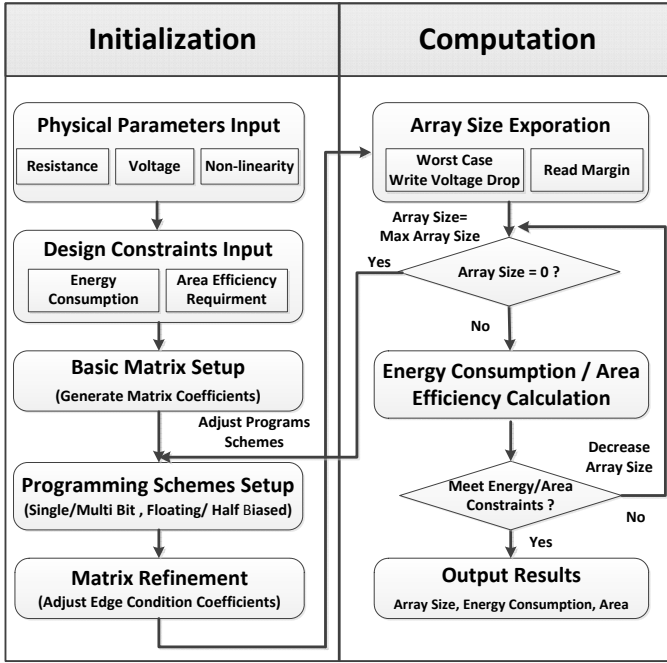 Initialization
Physical Parameters Input
Resistance
Voltage
Non-linearity
Design Constraints Input
Energy
Consumption
Area Efficiency
Requirment
Basic Matrix Setup
(Generate Matrix Coefficients)
Adjust Programs
Schemes
Programming Schemes Setup
(Single/Multi Bit , Floating/ Half Biased)
Matrix Refinement
(Adjust Edge Condition Coefficients)
Computation
Array Size Exporation
Worst Case
Write Voltage Drop
Read Margin
Array Size=
Max Array Size
Yes
Array Size = 0 ?
No
Energy Consumption / Area
Efficiency Calculation
Decrease
Array Size
Meet Energy/Area
Constraints ?
No
Yes
Output Results
Array Size, Energy Consumption, Area